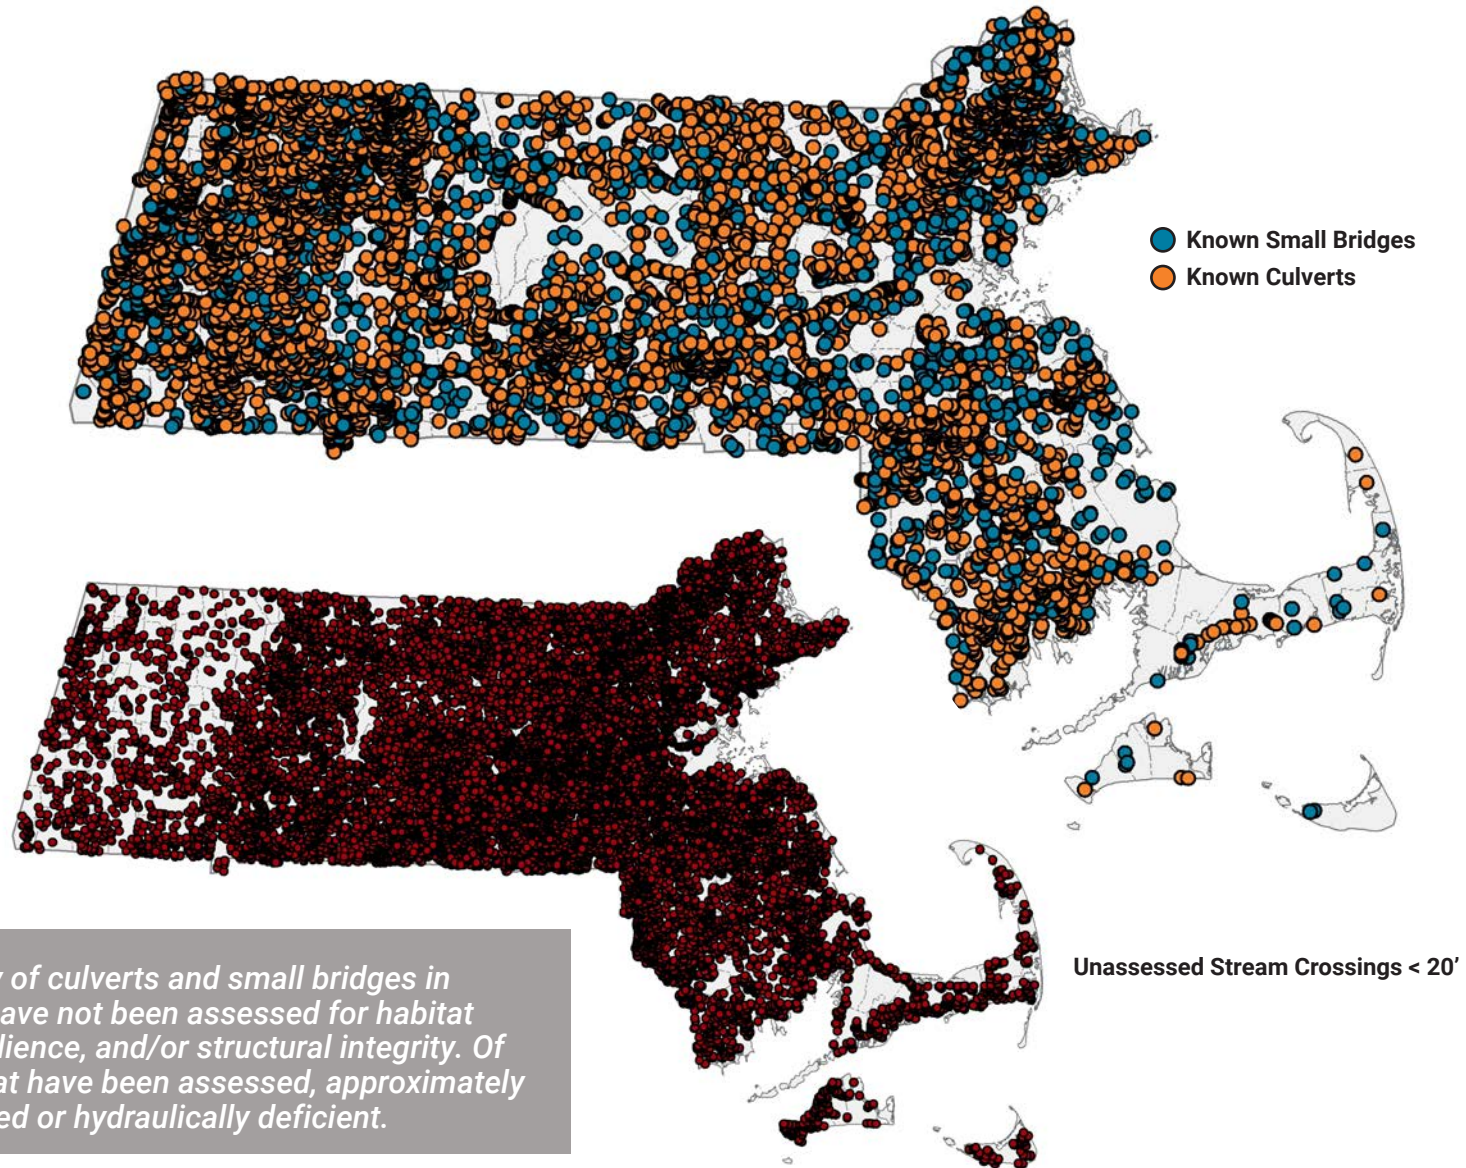 Known Small Bridges
Known Culverts
Unassessed Stream Crossings < 20’
of culverts and small bridges in
ave not been assessed for habitat
lience, and/or structural integrity. Of
at have been assessed, approximately
ed or hydraulically deficient.